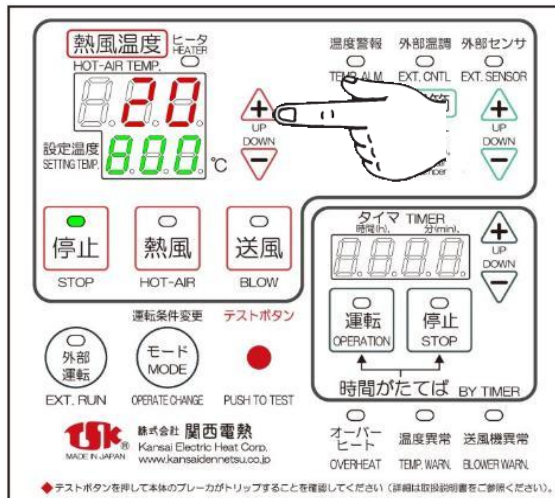 熱風温度 ヒータ
HEATER
HOT-AIR TEMP.
20
設定温度
SETTING TEMP.
800 ℃
+
UP
DOWN
−
温度警報 外部温調 外部センサ
EXT. CNTL EXT. SENSOR
+
UP
DOWN
−
停止 熱風 送風
STOP HOT-AIR BLOW
タイマ TIMER
時間(h). 分(min).
8.8.8.8
+
UP
DOWN
−
運転 停止
OPERATION STOP
時間がたてば BY TIMER
運転条件変更 テストボタン
外部
運転
モード
MODE
EXT. RUN OPERATE CHANGE PUSH TO TEST
TSK®
MADE IN JAPAN
株式会社 関西電熱
Kansai Electric Heat Corp.
www.kansaidennetsu.co.jp
オーバー
ヒート 温度異常 送風機異常
OVERHEAT TEMP. WARN. BLOWER WARN.
◆テストボタンを押して本体のブレーカがトリップすることを確認してください（詳細は取扱説明書をご参照ください）。